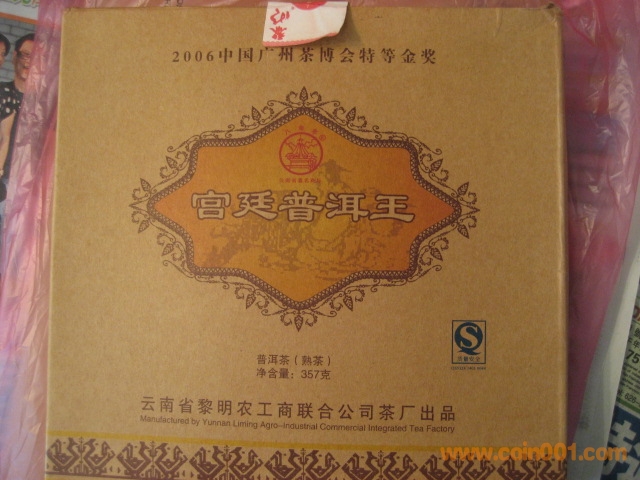 2006中国广州茶博会特等金奖
宫廷普洱王
普洱茶（熟茶）
净含量：357克
云南省黎明农工商联合公司茶厂出品
Manufactured by Yunnan Liming Agro-Industrial Commercial Integrated Tea Factory
www.coin001.com